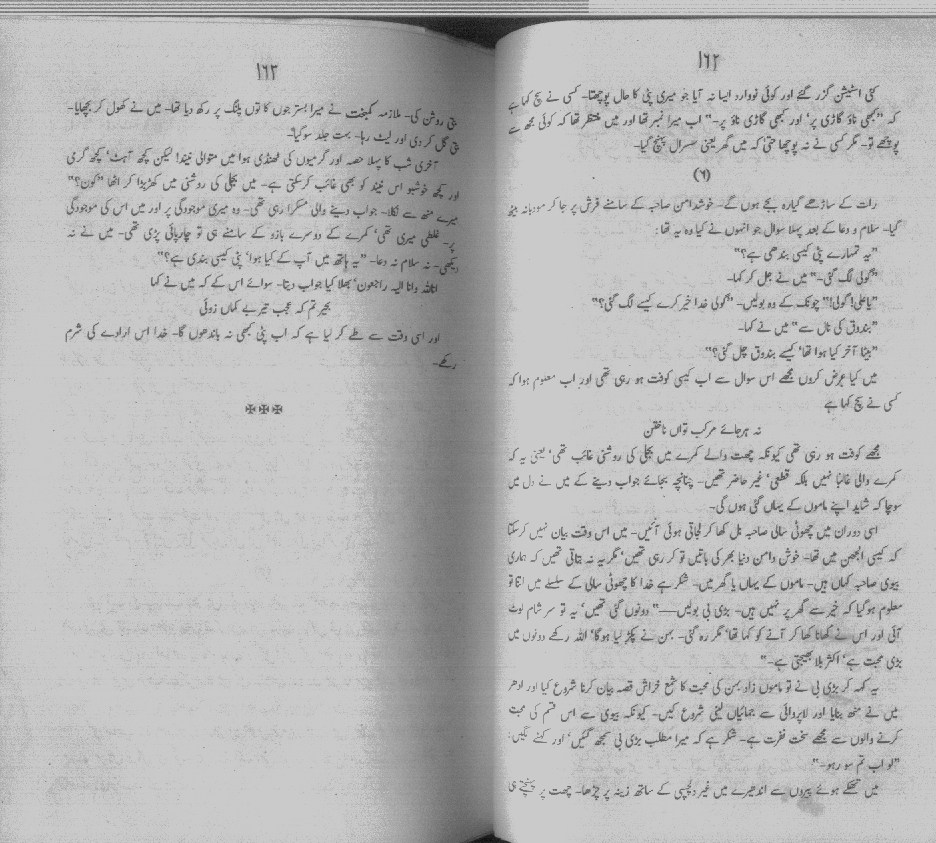 ۱۶۲
کئی اسٹیشن گزر گئے اور کوئی نووارد ایسا نہ آیا جو میری پٹی کا حال پوچھتا۔ کسی نے سچ کہا ہے
کہ "کبھی ناؤ گاڑی پر' اور کبھی گاڑی ناؤ پر۔" اب میرا نمبر تھا اور میں منتظر تھا کہ کوئی مجھ سے
پوچھے تو۔ مگر کسی نے نہ پوچھا حتیٰ کہ میں گھر یعنی سسرال پہنچ گیا۔
(۶)
رات کے ساڑھے گیارہ بجے ہوں گے۔ خوشدامن صاحبہ کے سامنے فرش پر جا کر مودبانہ بیٹھ
گیا۔ سلام و دعا کے بعد پہلا سوال جو انہوں نے کیا وہ یہ تھا:
"یہ تمہارے پٹی کیسی بندھی ہے؟"
"گولی لگ گئی۔" میں نے جل کر کہا۔
"یاعلی! گولی!" چونک کے وہ بولیں۔ "گولی خدا خیر کرے کیسے لگ گئی؟"
"بندوق کی نال سے" میں نے کہا۔
"بیٹا آخر کیا ہوا تھا' کیسے بندوق چل گئی؟"
میں کیا عرض کروں مجھے اس سوال سے اب کیسی کوفت ہو رہی تھی اور اب معلوم ہوا کہ
کسی نے سچ کہا ہے
نہ ہرجائے مرکب تواں تاختن
مجھے کوفت ہو رہی تھی کیونکہ چھت والے کمرے میں بجلی کی روشنی غائب تھی' یعنی یہ کہ
کمرے والی غالباً نہیں بلکہ قطعی' غیر حاضر تھیں۔ چنانچہ بجائے جواب دینے کے میں نے دل میں
سوچا کہ شاید اپنے ماموں کے یہاں گئی ہوں گی۔
اسی دوران میں چھوٹی سالی صاحبہ بل کھا کر لجاتی ہوئی آئیں۔ میں اس وقت بیان نہیں کرسکتا
کہ کیسی الجھن میں تھا۔ خوش دامن دنیا بھر کی باتیں تو کر رہی تھیں' مگر یہ نہ بتاتی تھیں کہ ہماری
بیوی صاحبہ کہاں ہیں۔ ماموں کے یہاں یا گھر میں۔ شکر ہے خدا کا چھوٹی سالی کے سلسلے میں اتنا تو
معلوم ہوگیا کہ خیر سے گھر پر نہیں ہیں۔ بڑی بی بولیں——" دونوں گئی تھیں' یہ تو سر شام لوٹ
آئی اور اس نے کھانا کھا کر آنے کو کہا تھا' مگر رہ گئی۔ بہن نے پکڑ لیا ہوگا' اللہ رکھے دونوں میں
بڑی محبت ہے' اکثر بلا بھیجتی ہے۔"
یہ کہہ کر بڑی بی نے تو ماموں زاد بہن کی محبت کا سمع خراش قصہ بیان کرنا شروع کیا اور ادھر
میں نے منھ بنایا اور لاپروائی سے جمائیاں لینی شروع کیں۔ کیونکہ بیوی سے اس قسم کی محبت
کرنے والوں سے مجھے سخت نفرت ہے۔ شکر ہے کہ میرا مطلب بڑی بی سمجھ گئیں' اور کہنے لگیں:
"لو اب تم سو رہو۔"
میں تھکے ہوئے پیروں سے اندھیرے میں غیر دلچسپی کے ساتھ زینہ پر چڑھا۔ چھت پر پہنچتے ہی
۱۶۳
بتی روشن کی۔ ملازمہ کمبخت نے میرا بستر جوں کا توں پلنگ پر رکھ دیا تھا۔ میں نے کھول کر بچھایا۔
بتی گل کر دی اور لیٹ رہا۔ بہت جلد سوگیا۔
آخری شب کا پہلا حصہ اور گرمیوں کی ٹھنڈی ہوا میں متوالی نیند! لیکن کچھ آہٹ' کچھ گرمی
اور کچھ خوشبو اس نیند کو بھی غائب کرسکتی ہے۔ میں بجلی کی روشنی میں کھڑبڑا کر اٹھا "کون؟"
میرے منھ سے نکلا۔ جواب دینے والی مسکرا رہی تھی۔ وہ میری موجودگی پر اور میں اس کی موجودگی
پر۔ غلطی میری تھی' کمرے کے دوسرے بازو کے سامنے ہی تو چارپائی پڑی تھی۔ میں نے نہ
دیکھی۔ نہ سلام نہ دعا۔ "یہ ہاتھ میں آپ کے کیا ہوا' پٹی کیسی بندی ہے؟"
اناللہ وانا الیہ راجعون' بھلا کیا جواب دیتا۔ سوائے اس کے کہ میں نے کہا
بخیر تم کہ عجب تیر بے کماں زوئی
اور اسی وقت سے طے کر لیا ہے کہ اب پٹی کبھی نہ باندھوں گا۔ خدا اس ارادے کی شرم
رکھے۔
✠✠✠